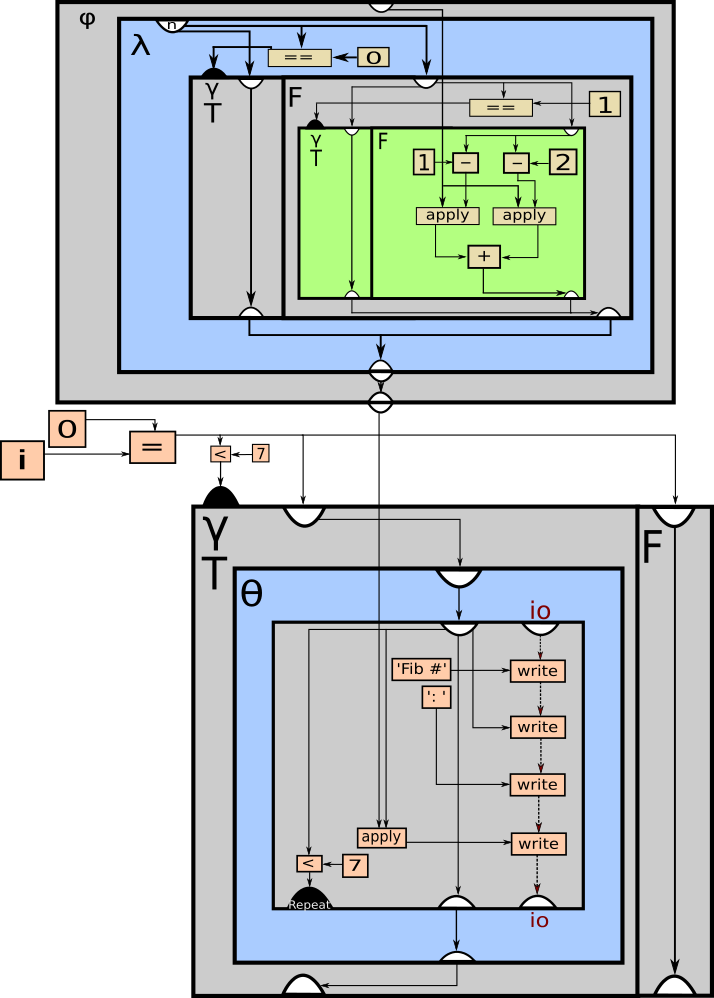 φ
n
λ
== 0
γ
T
F
== 1
γ
T
F
1 - - 2
apply apply
+
0
i = < 7
γ
T
F
θ
io
'Fib #' write
': '
write
write
apply write
< 7
Repeat
io